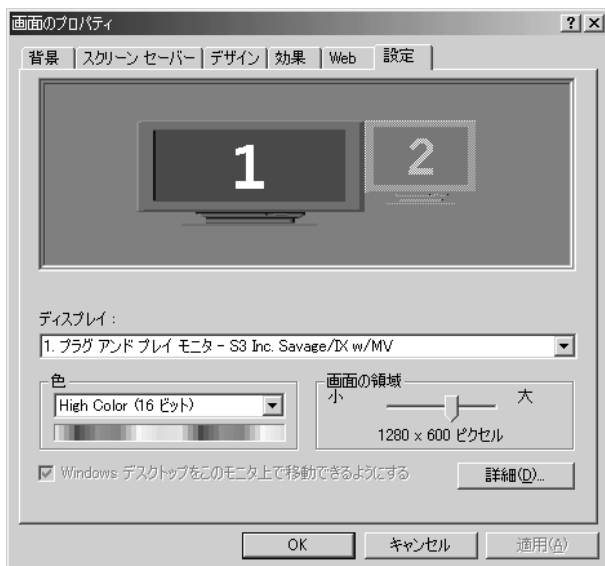 画面のプロパティ
背景 スクリーン セーバー デザイン 効果 Web 設定
1 2
ディスプレイ:
1. プラグ アンド プレイ モニタ - S3 Inc. Savage/IX w/MV
色
High Color (16 ビット)
画面の領域
小 大
1280 x 600 ピクセル
Windows デスクトップをこのモニタ上で移動できるようにする
詳細(D)...
OK キャンセル 適用(A)